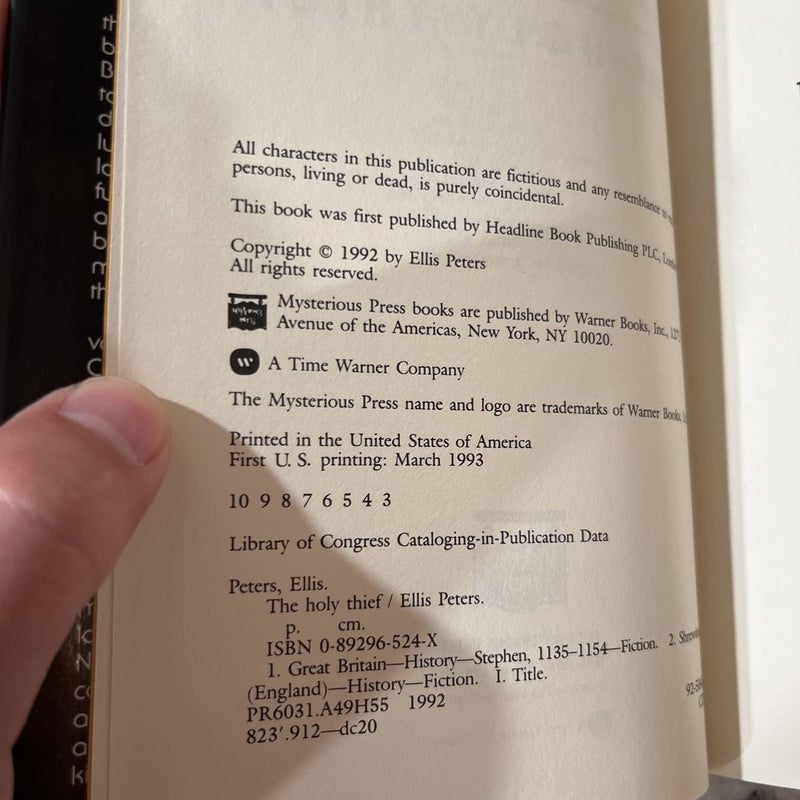 All characters in this publication are fictitious and any resemblance to
persons, living or dead, is purely coincidental.
This book was first published by Headline Book Publishing PLC,
Copyright © 1992 by Ellis Peters
All rights reserved.
Mysterious Press books are published by Warner Books, Inc.,
Avenue of the Americas, New York, NY 10020.
A Time Warner Company
The Mysterious Press name and logo are trademarks of Warner Books,
Printed in the United States of America
First U. S. printing: March 1993
10 9 8 7 6 5 4 3
Library of Congress Cataloging-in-Publication Data
Peters, Ellis.
The holy thief / Ellis Peters.
p. cm.
ISBN 0-89296-524-X
1. Great Britain—History—Stephen, 1135–1154—Fiction. 2.
(England)—History—Fiction. I. Title.
PR6031.A49H55 1992
823'.912—dc20